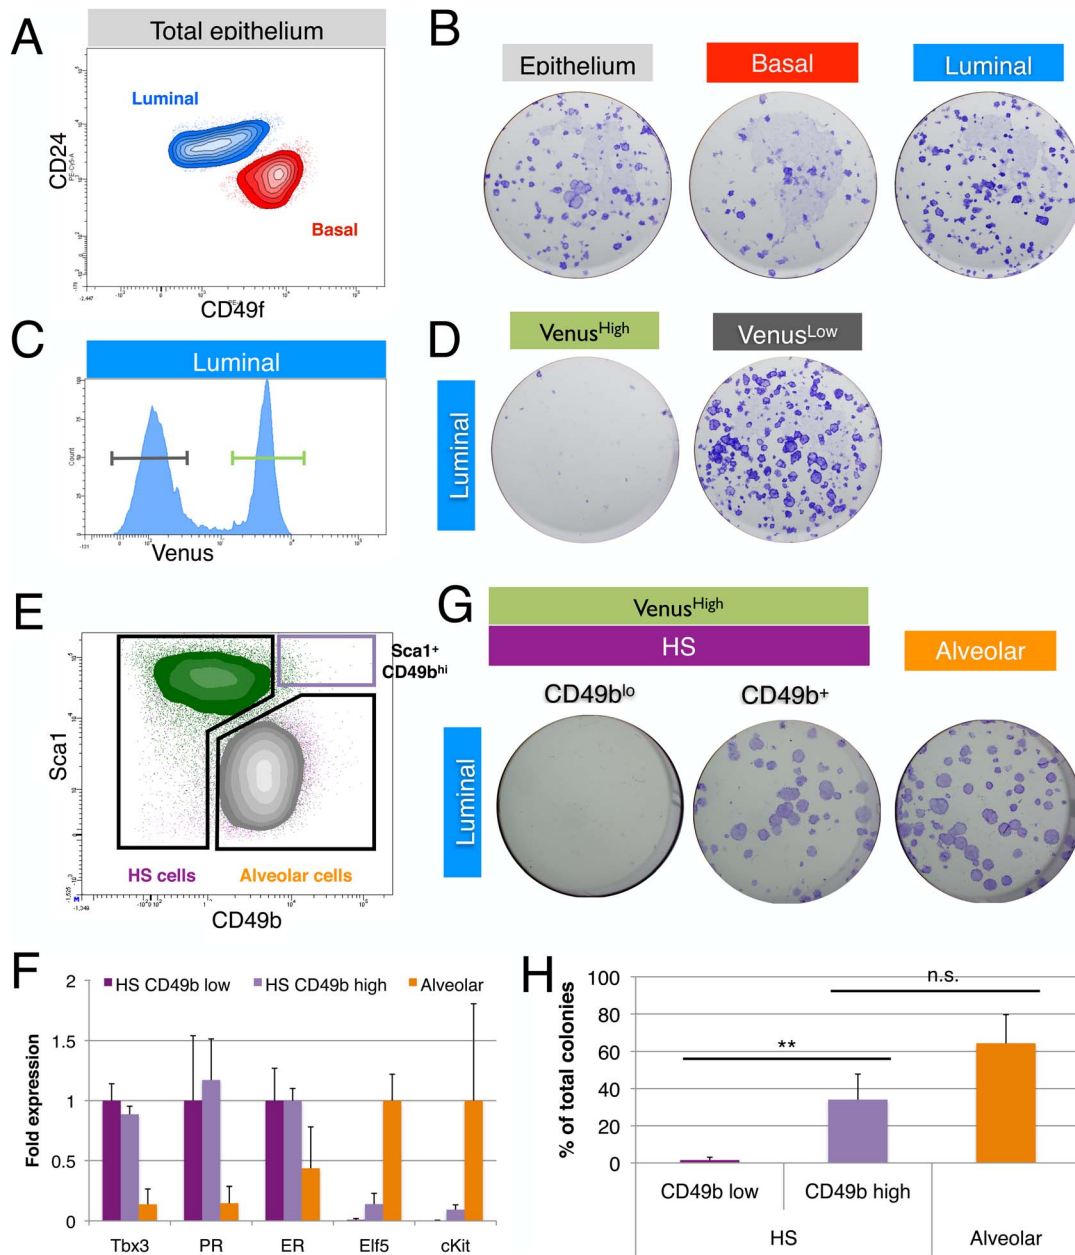 A
Total epithelium
Luminal
Basal
CD24
CD49f
B
Epithelium
Basal
Luminal
C
Luminal
Count
Venus
D
VenusHigh
VenusLow
Luminal
E
Sca1+
CD49bhi
Sca1
HS cells
Alveolar cells
CD49b
G
VenusHigh
HS
Alveolar
CD49blo
CD49b+
Luminal
F
HS CD49b low
HS CD49b high
Alveolar
Fold expression
2
1.5
1
0.5
0
Tbx3
PR
ER
Elf5
cKit
H
% of total colonies
100
80
60
40
20
0
**
n.s.
CD49b low
CD49b high
HS
Alveolar